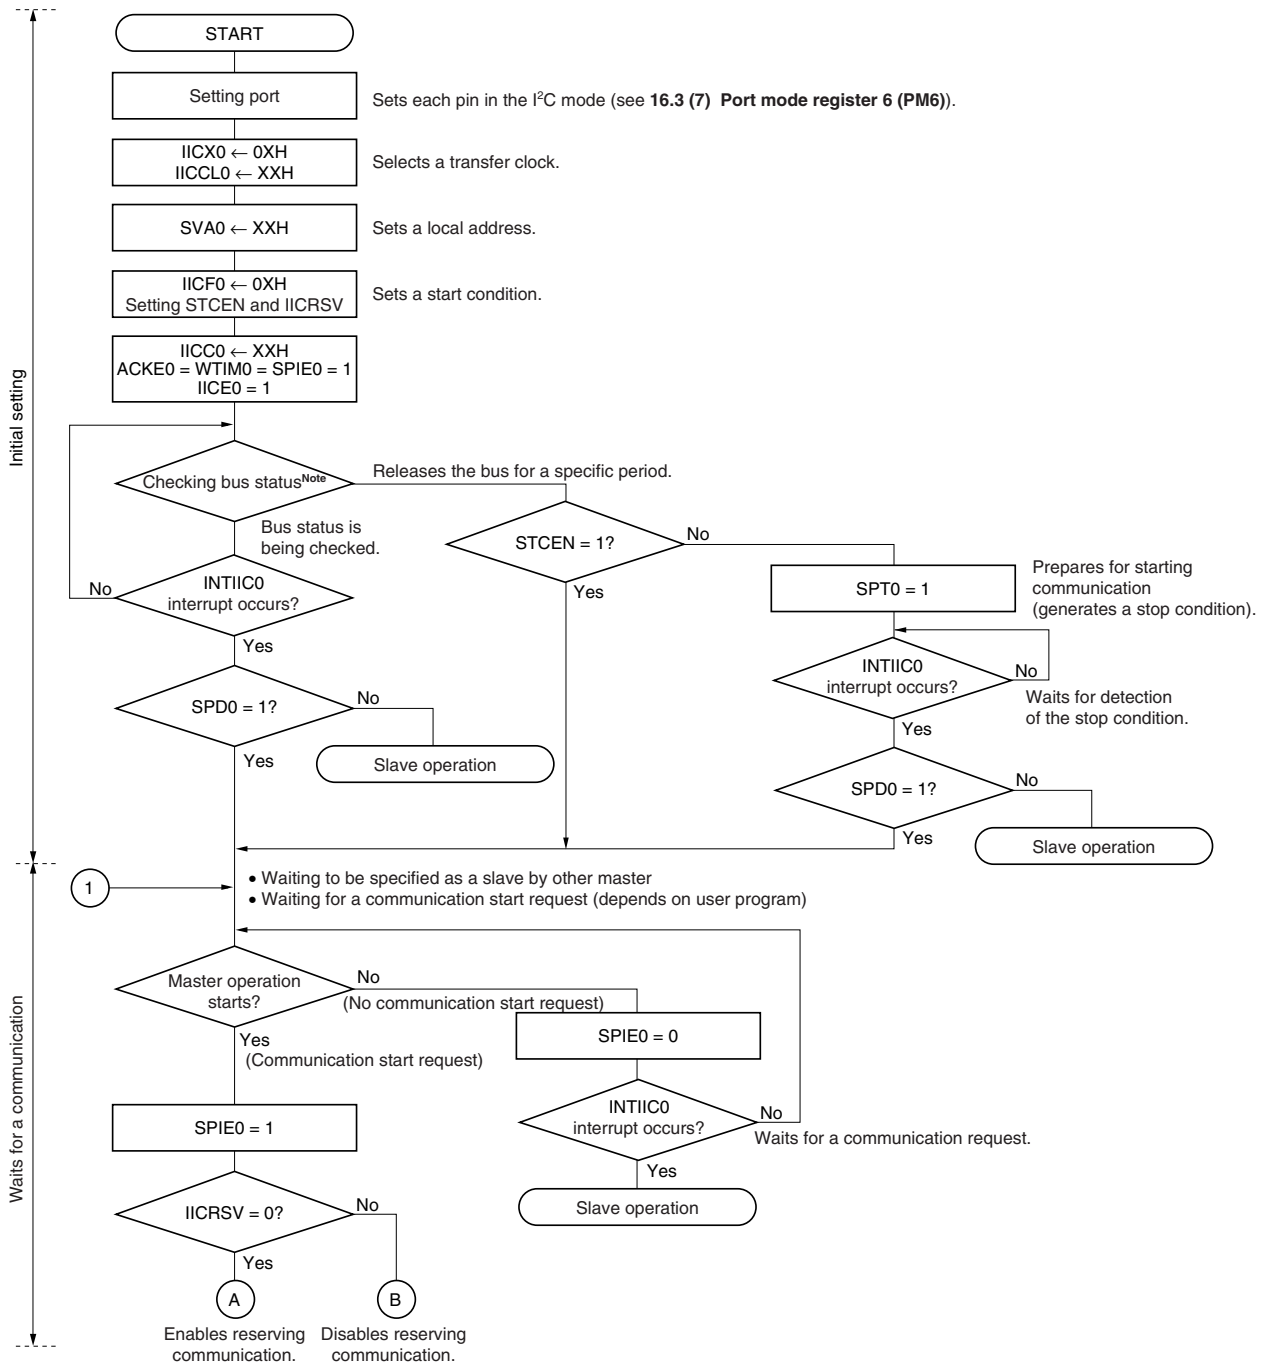 START
Setting port
Sets each pin in the I²C mode (see 16.3 (7) Port mode register 6 (PM6)).
IICX0 ← 0XH
IICCL0 ← XXH
Selects a transfer clock.
SVA0 ← XXH
Sets a local address.
IICF0 ← 0XH
Setting STCEN and IICRSV
Sets a start condition.
IICC0 ← XXH
ACKE0 = WTIM0 = SPIE0 = 1
IICE0 = 1
Initial setting
Checking bus statusNote
Releases the bus for a specific period.
Bus status is
being checked.
STCEN = 1?
No
Yes
SPT0 = 1
Prepares for starting
communication
(generates a stop condition).
INTIIC0
interrupt occurs?
No
Yes
INTIIC0
interrupt occurs?
No
Waits for detection
of the stop condition.
Yes
SPD0 = 1?
No
Yes
Slave operation
SPD0 = 1?
No
Yes
Slave operation
1
• Waiting to be specified as a slave by other master
• Waiting for a communication start request (depends on user program)
Waits for a communication
Master operation
starts?
No
(No communication start request)
Yes
(Communication start request)
SPIE0 = 0
INTIIC0
interrupt occurs?
No
Waits for a communication request.
Yes
Slave operation
SPIE0 = 1
IICRSV = 0?
No
Yes
A
B
Enables reserving
communication.
Disables reserving
communication.